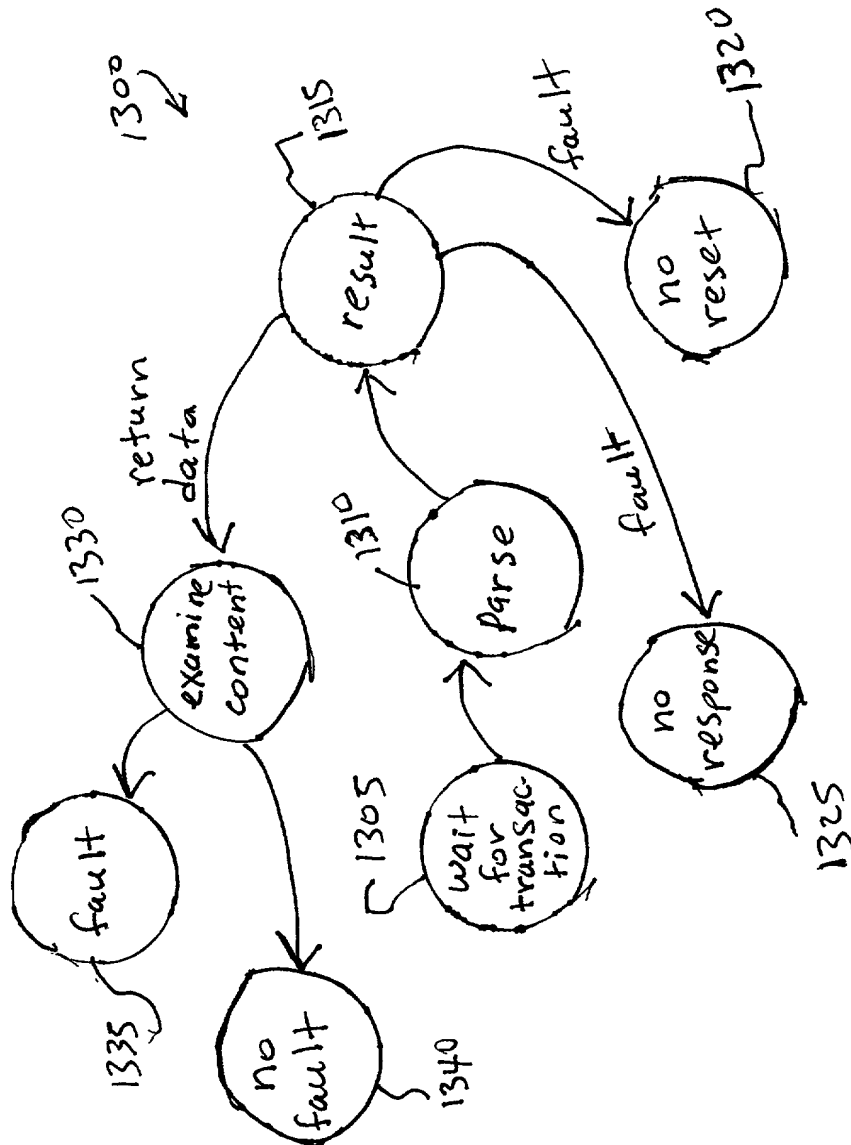 1300
1305
wait
for
transac-
tion
1310
parse
1315
result
return
data
fault
fault
1320
no
reset
1325
no
response
1330
examine
content
1335
fault
1340
no
fault